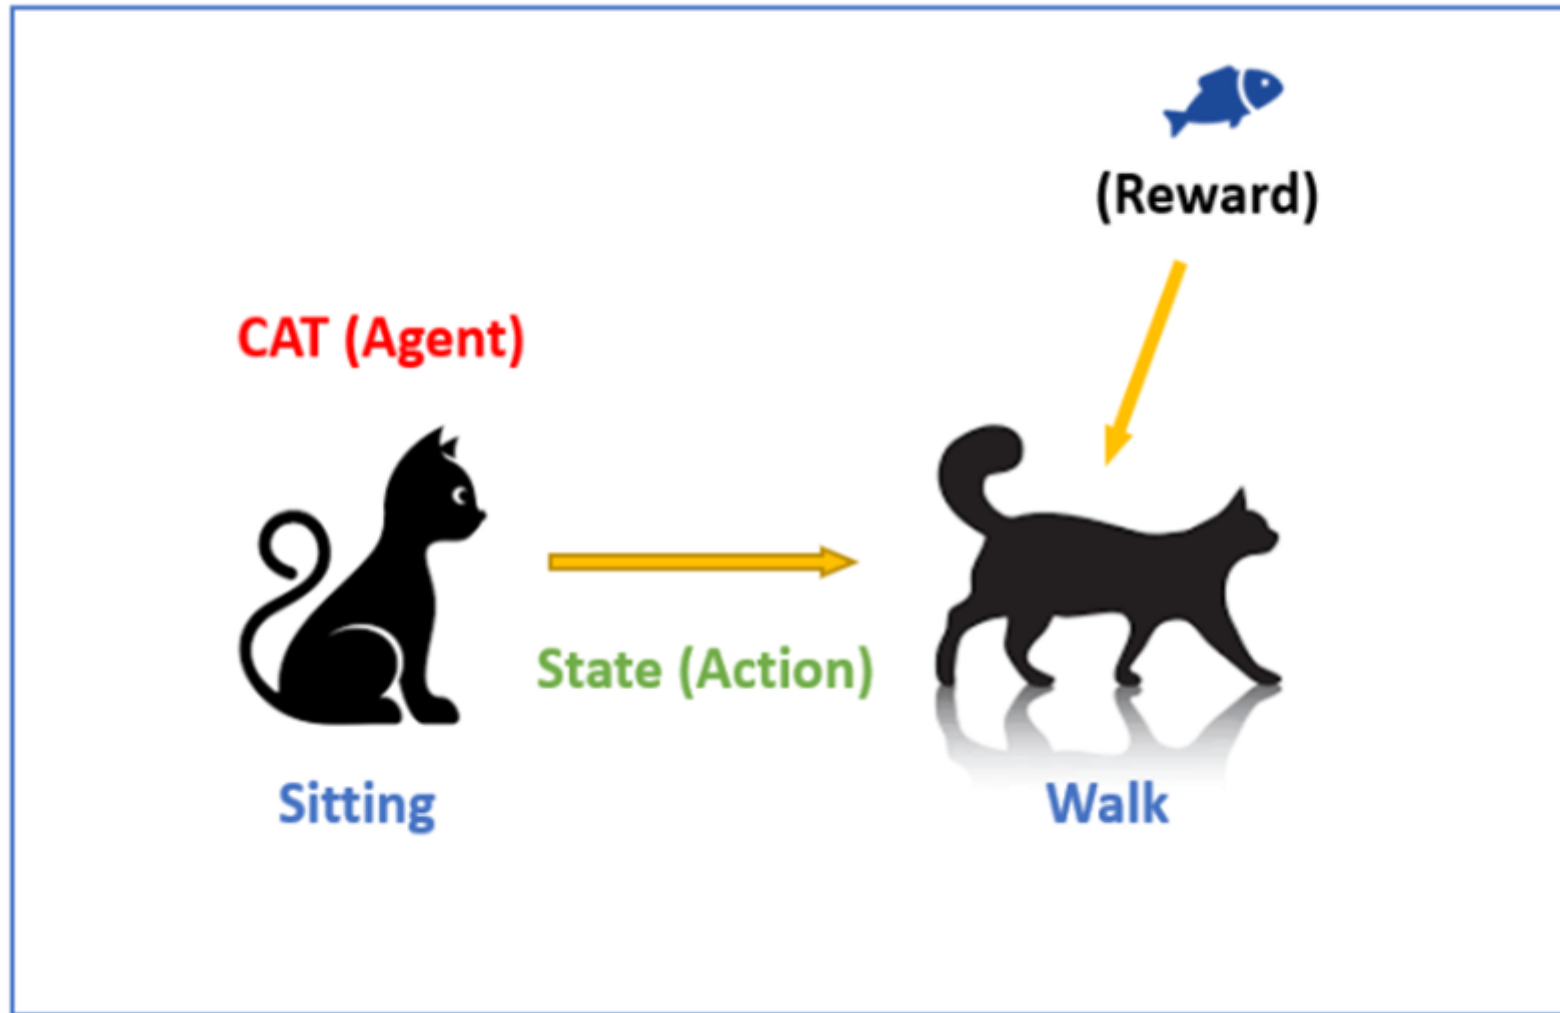 (Reward)
CAT (Agent)
State (Action)
Sitting
Walk